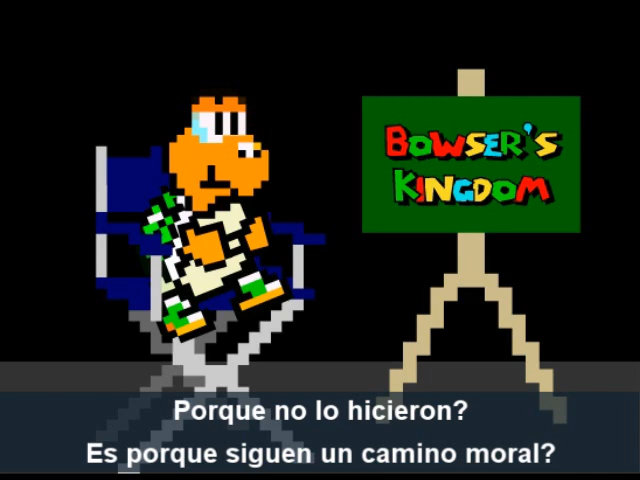 BOWSER'S
KINGDOM
Porque no lo hicieron?
Es porque siguen un camino moral?